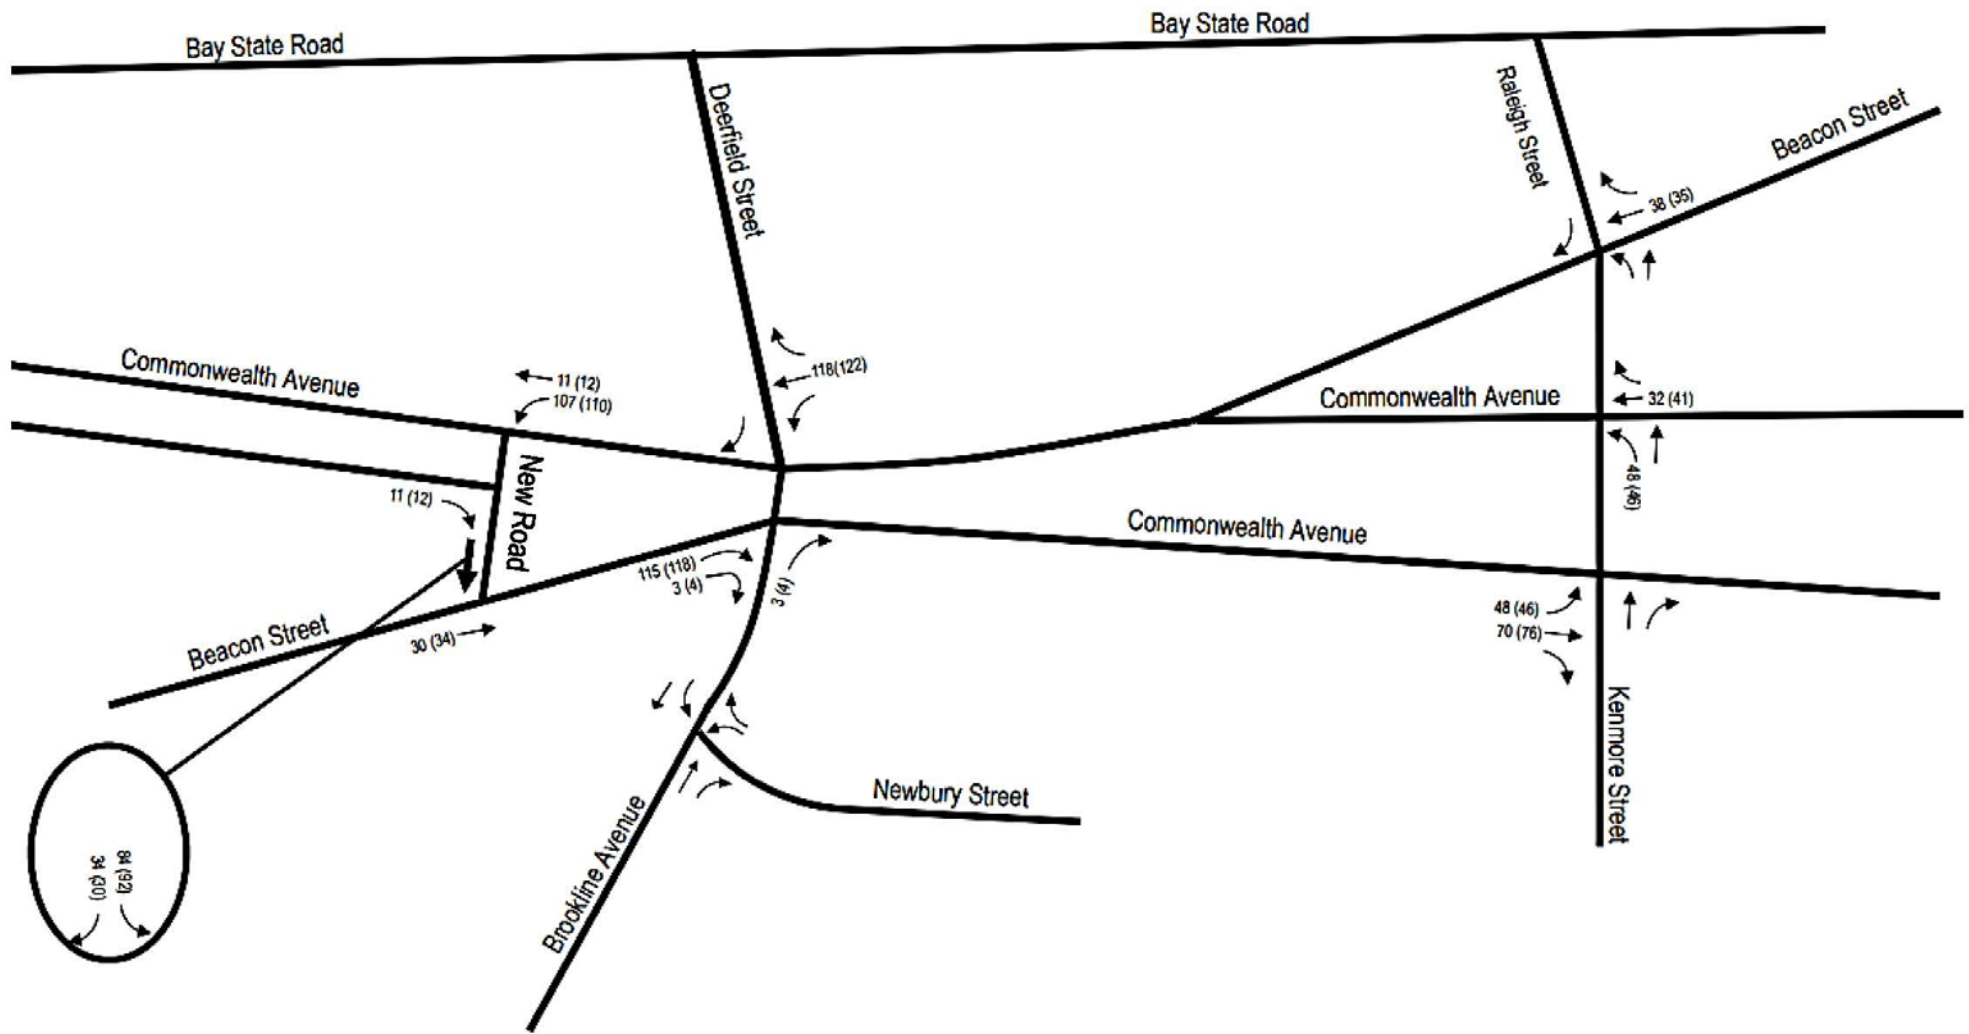 Bay State Road
Bay State Road
Deerfield Street
Raleigh Street
Beacon Street
38 (35)
Commonwealth Avenue
11 (12)
107 (110)
118(122)
Commonwealth Avenue
32 (41)
48 (46)
11 (12)
New Road
Commonwealth Avenue
115 (118)
3 (4)
3 (4)
Beacon Street
30 (34)
48 (46)
70 (76)
Kenmore Street
Newbury Street
Brookline Avenue
84 (92)
34 (30)